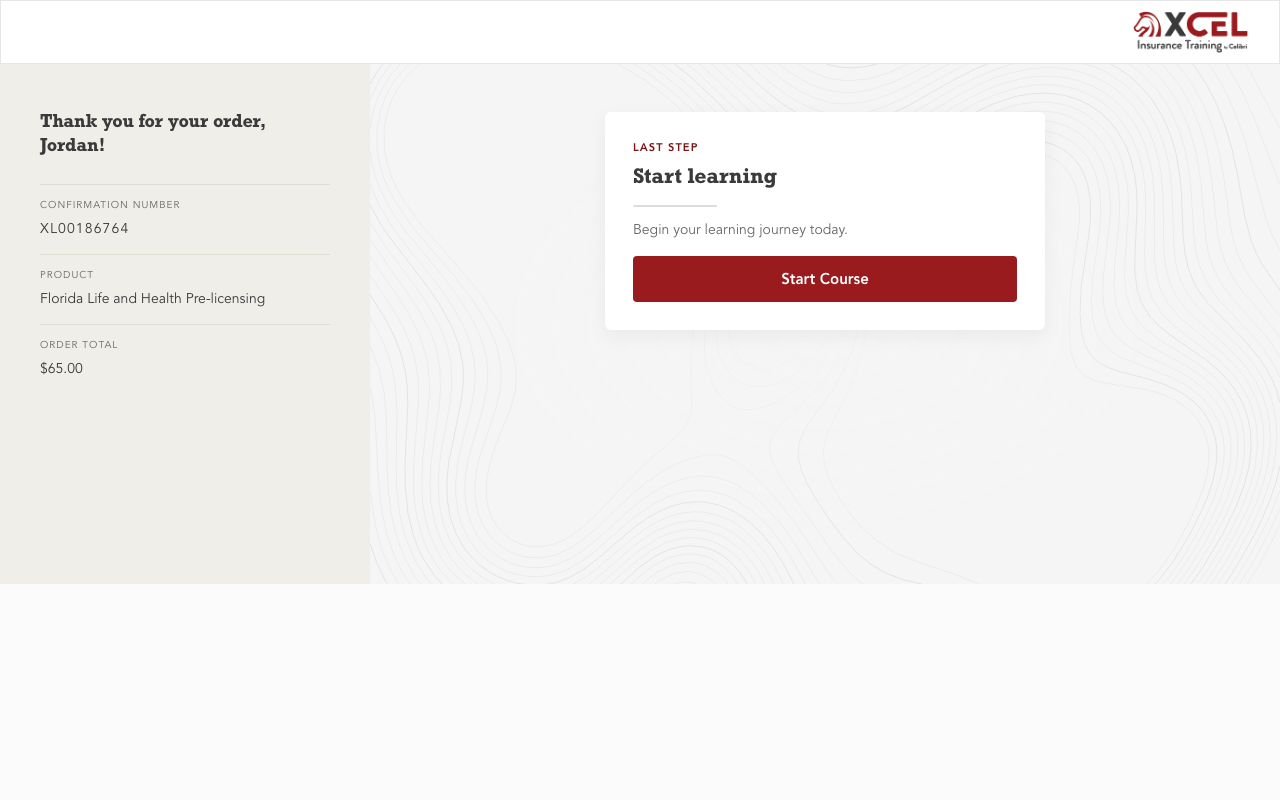 XCEL
Insurance Training by Colibri
Thank you for your order,
Jordan!
CONFIRMATION NUMBER
XL00186764
PRODUCT
Florida Life and Health Pre-licensing
ORDER TOTAL
$65.00
LAST STEP
Start learning
Begin your learning journey today.
Start Course